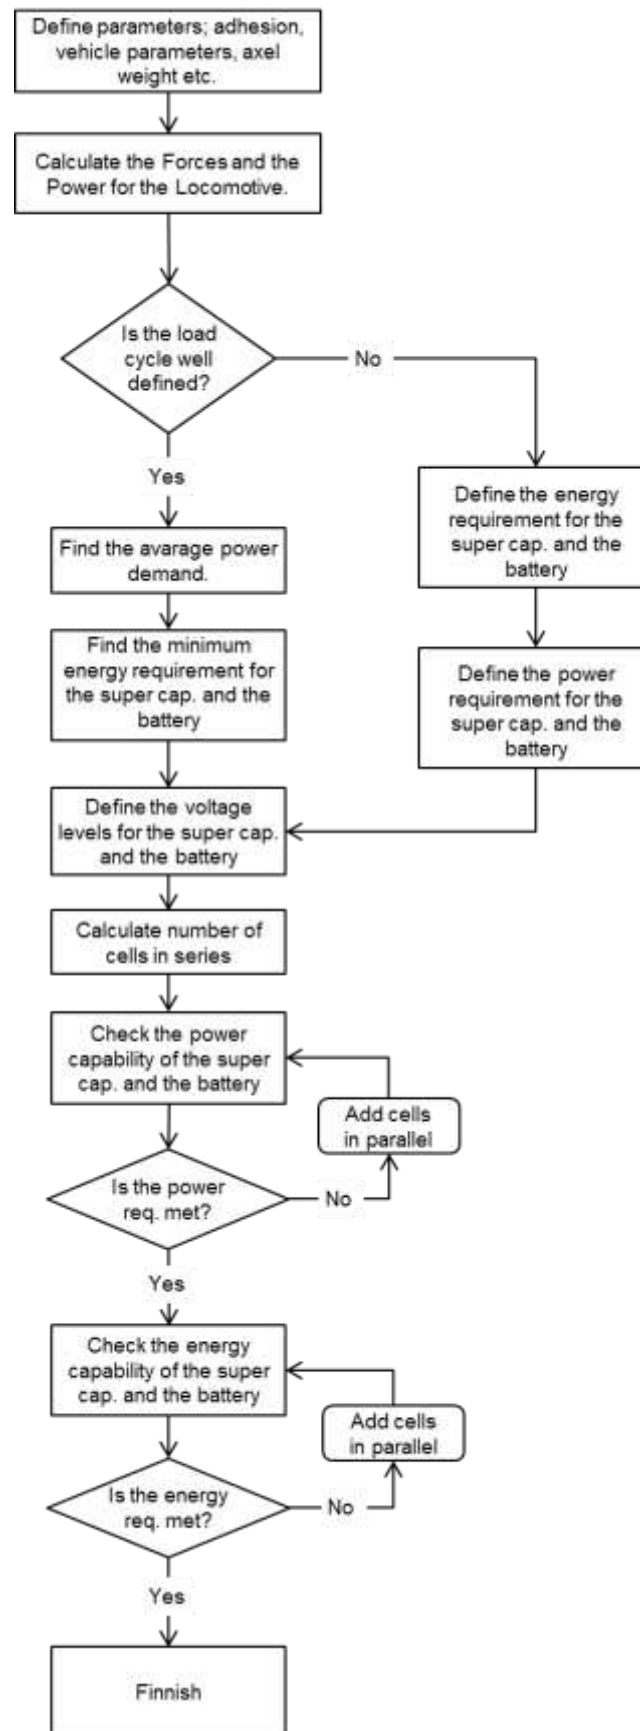 Define parameters; adhesion,
vehicle parameters, axel
weight etc.
Calculate the Forces and the
Power for the Locomotive.
Is the load
cycle well
defined?
No
Yes
Define the energy
requirement for the
super cap. and the
battery
Find the avarage power
demand.
Find the minimum
energy requirement for
the super cap. and the
battery
Define the power
requirement for the
super cap. and the
battery
Define the voltage
levels for the super cap.
and the battery
Calculate number of
cells in series
Check the power
capability of the super
cap. and the battery
Add cells
in parallel
Is the power
req. met?
No
Yes
Check the energy
capability of the super
cap. and the battery
Add cells
in parallel
Is the energy
req. met?
No
Yes
Finnish